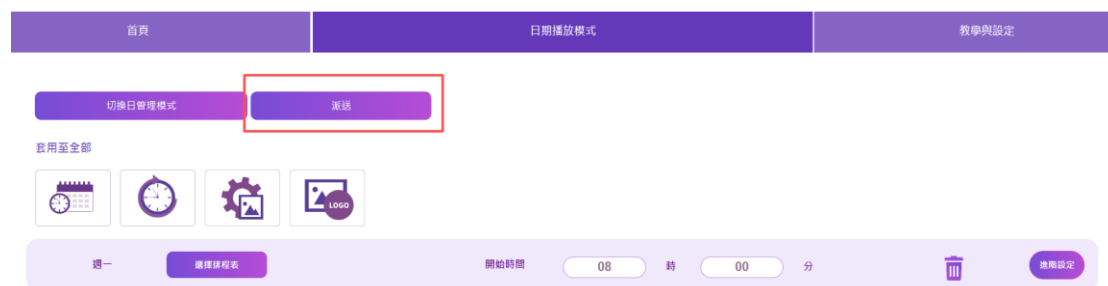 首頁 日期播放模式 教學與設定
切換日管理模式 派送
套用至全部
LOGO
週一 選擇排程表 開始時間 08 時 00 分 進階設定